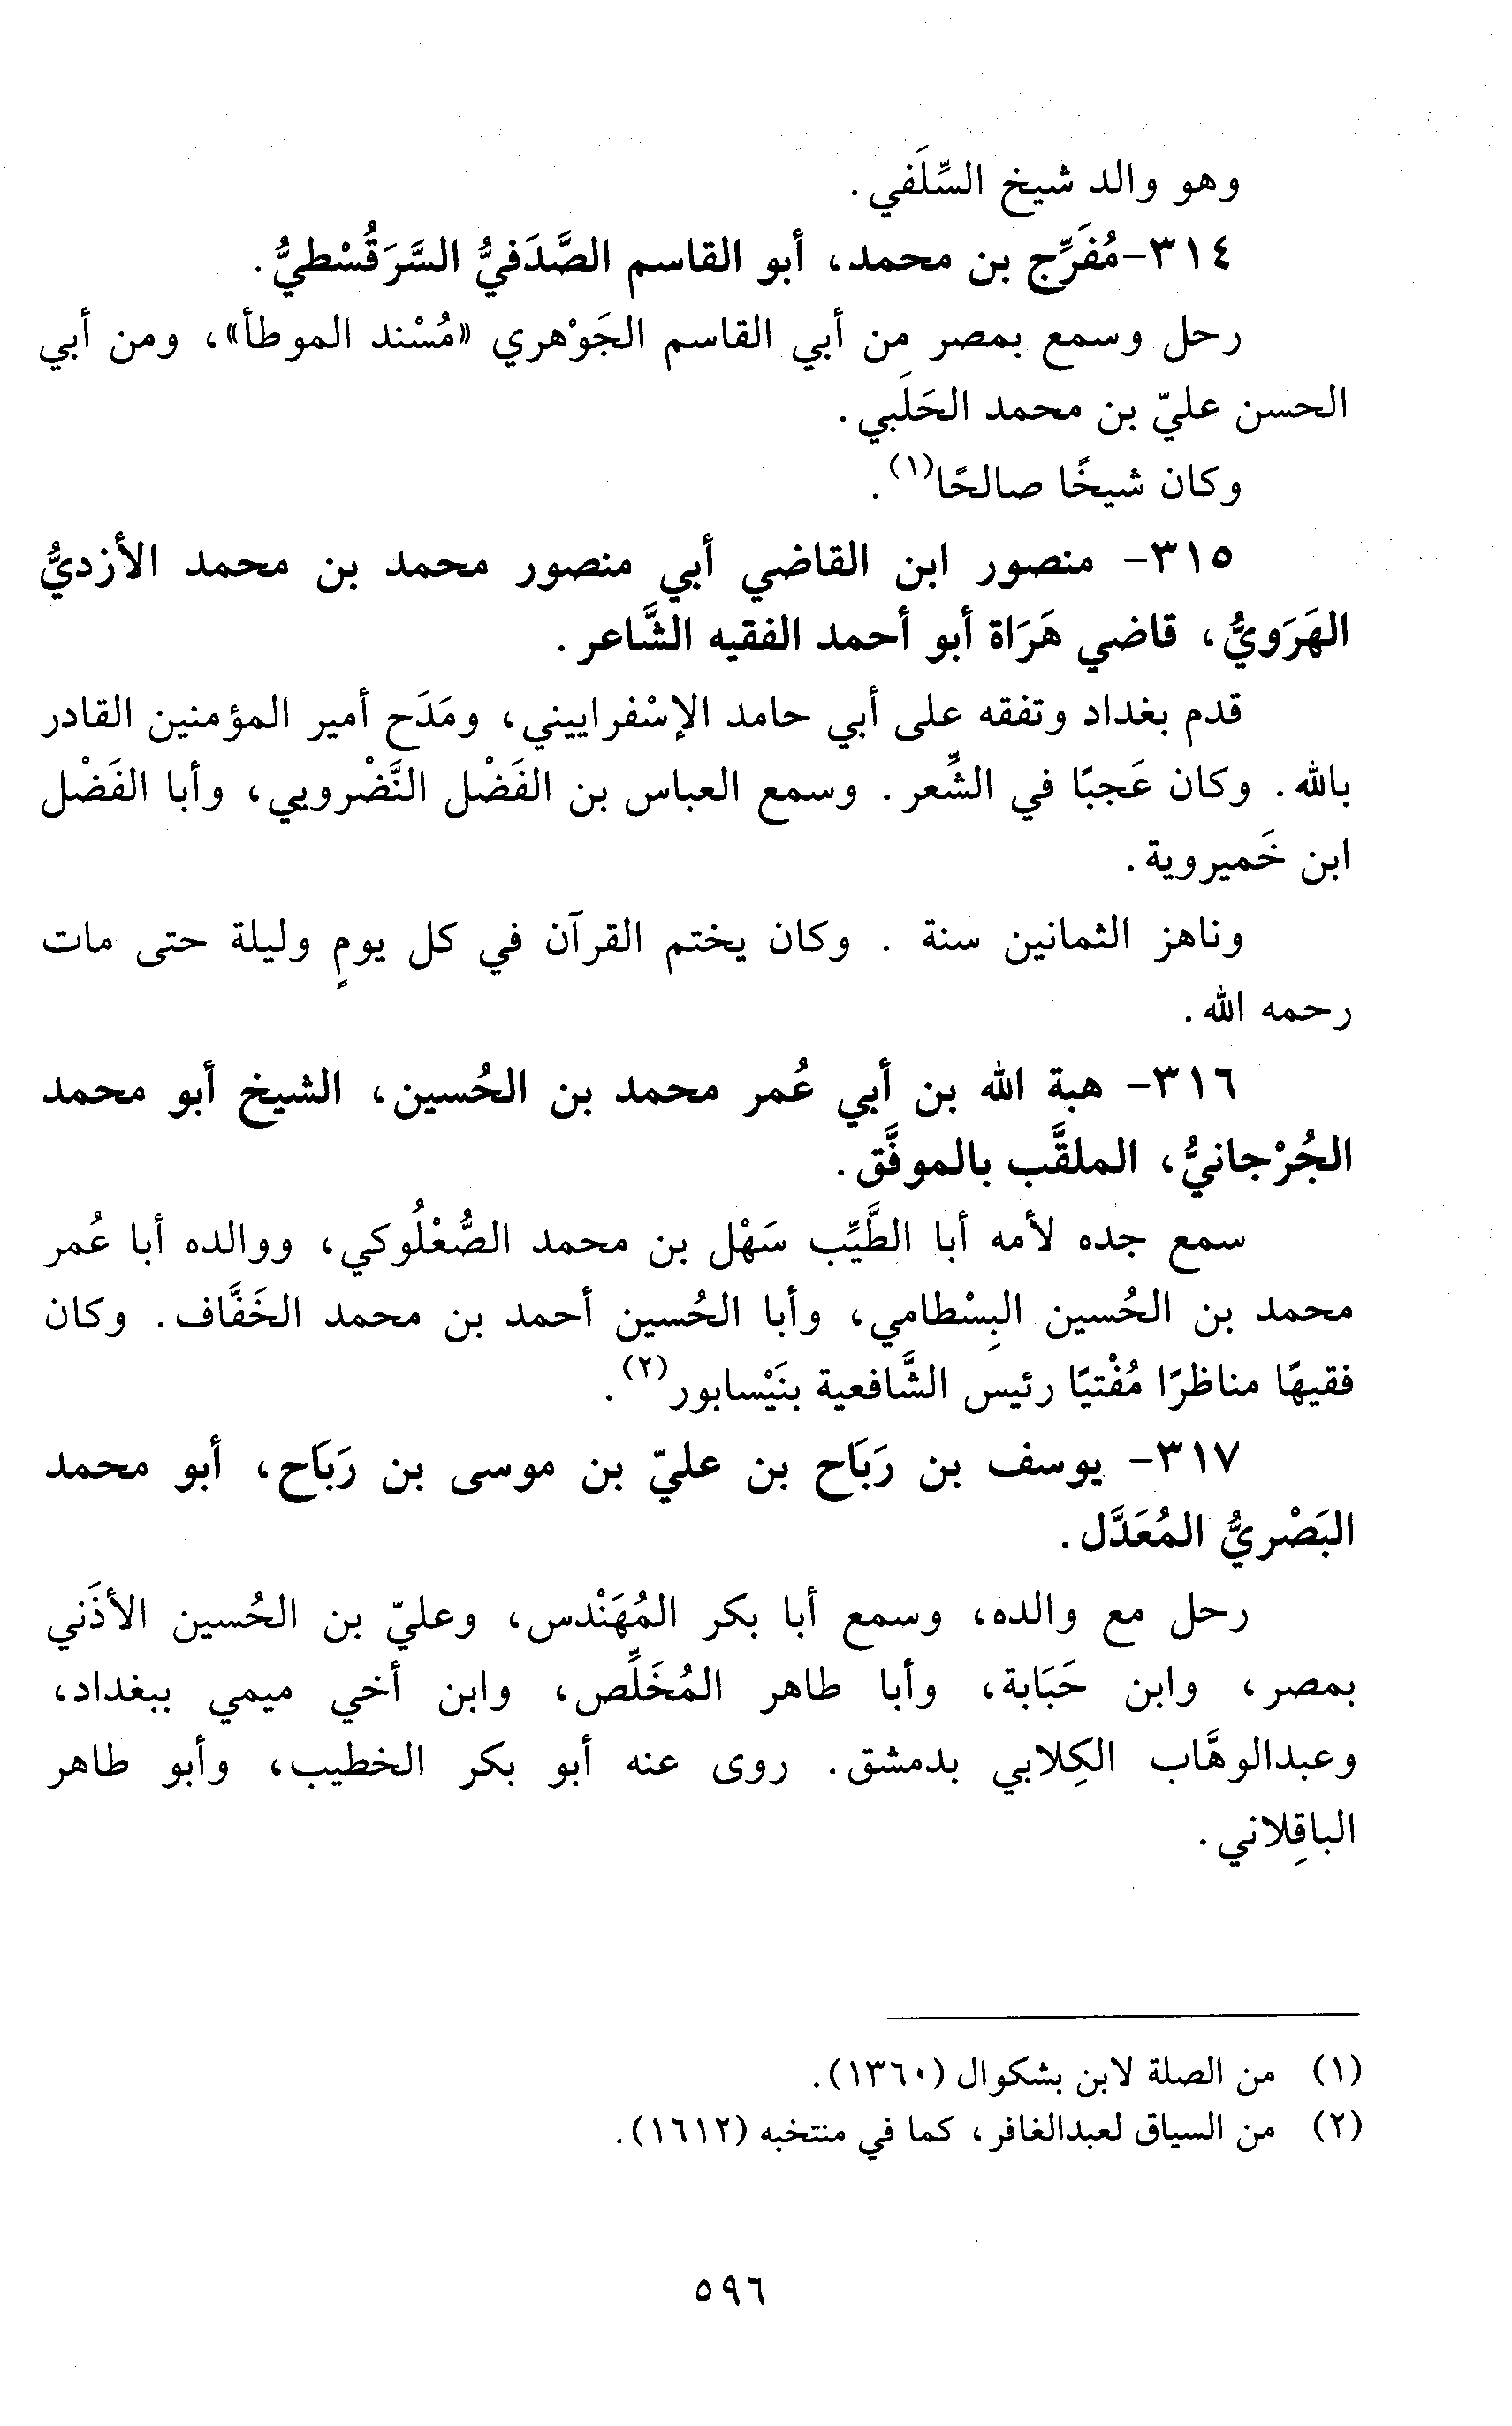 وهو والد شيخ السِّلَفي.
٣١٤-مُفَرِّج بن محمد، أبو القاسم الصَّدَفيُّ السَّرَقُسْطيُّ.
رحل وسمع بمصر من أبي القاسم الجَوْهري «مُسْند الموطأ»، ومن أبي
الحسن عليّ بن محمد الحَلَبي.
وكان شيخًا صالحًا(١).
٣١٥- منصور ابن القاضي أبي منصور محمد بن محمد الأزديُّ
الهَرَويُّ، قاضي هَرَاة أبو أحمد الفقيه الشَّاعر.
قدم بغداد وتفقه على أبي حامد الإسْفراييني، ومَدَح أمير المؤمنين القادر
بالله. وكان عَجبًا في الشِّعر. وسمع العباس بن الفَضْل النَّضْرويي، وأبا الفَضْل
ابن خَميروية.
وناهز الثمانين سنة . وكان يختم القرآن في كل يومٍ وليلة حتى مات
رحمه الله.
٣١٦- هبة الله بن أبي عُمر محمد بن الحُسين، الشيخ أبو محمد
الجُرْجانيُّ، الملقَّب بالموفَّق.
سمع جده لأمه أبا الطَّيِّب سَهْل بن محمد الصُّعْلُوكي، ووالده أبا عُمر
محمد بن الحُسين البِسْطامي، وأبا الحُسين أحمد بن محمد الخَفَّاف. وكان
فقيهًا مناظرًا مُفْتيًا رئيس الشَّافعية بنَيْسابور(٢).
٣١٧- يوسف بن رَبَاح بن عليّ بن موسى بن رَبَاح، أبو محمد
البَصْريُّ المُعَدَّل.
رحل مع والده، وسمع أبا بكر المُهَنْدس، وعليّ بن الحُسين الأذَني
بمصر، وابن حَبَابة، وأبا طاهر المُخَلِّص، وابن أخي ميمي ببغداد،
وعبدالوهَّاب الكِلابي بدمشق. روى عنه أبو بكر الخطيب، وأبو طاهر
الباقِلاني.
(١) من الصلة لابن بشكوال (١٣٦٠).
(٢) من السياق لعبدالغافر، كما في منتخبه (١٦١٢).
٥٩٦